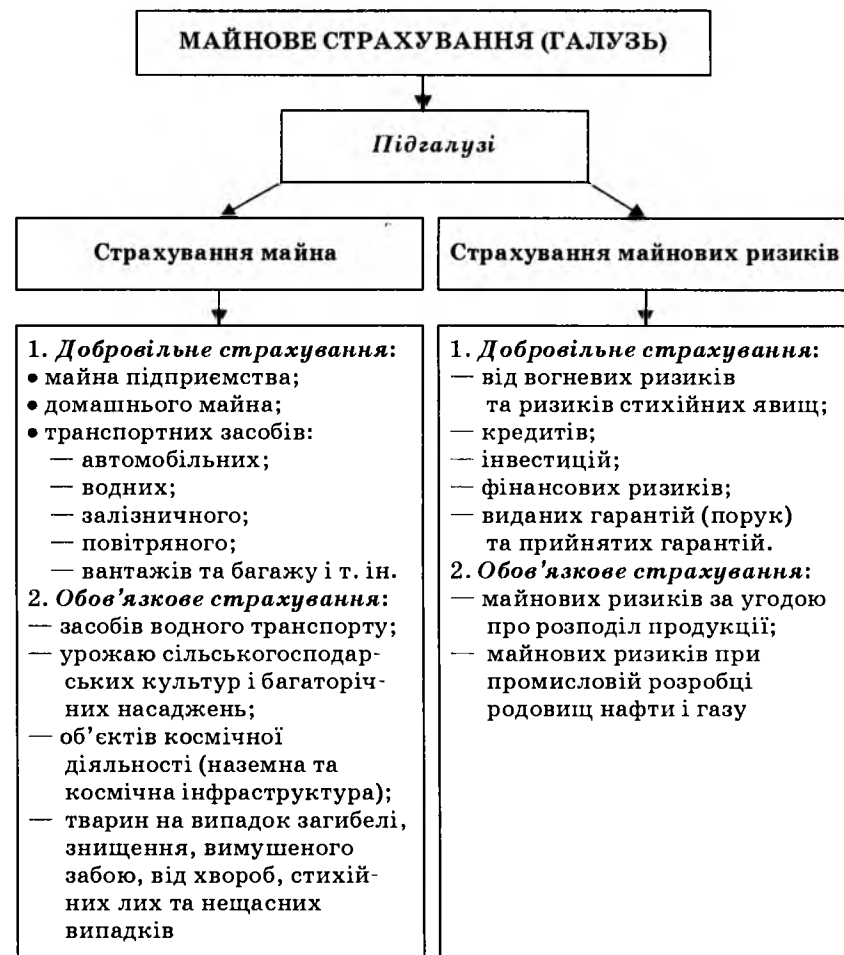 МАЙНОВЕ СТРАХУВАННЯ (ГАЛУЗЬ)
Підгалузі
Страхування майна
1. Добровільне страхування:
• майна підприємства;
• домашнього майна;
• транспортних засобів:
— автомобільних;
— водних;
— залізничного;
— повітряного;
— вантажів та багажу і т. ін.
2. Обов'язкове страхування:
— засобів водного транспорту;
— урожаю сільськогосподар-
ських культур і багаторіч-
них насаджень;
— об'єктів космічної
діяльності (наземна та
космічна інфраструктура);
— тварин на випадок загибелі,
знищення, вимушеного
забою, від хвороб, стихій-
них лих та нещасних
випадків
Страхування майнових ризиків
1. Добровільне страхування:
— від вогневих ризиків
та ризиків стихійних явищ;
— кредитів;
— інвестицій;
— фінансових ризиків;
— виданих гарантій (порук)
та прийнятих гарантій.
2. Обов'язкове страхування:
— майнових ризиків за угодою
про розподіл продукції;
— майнових ризиків при
промисловій розробці
родовищ нафти і газу